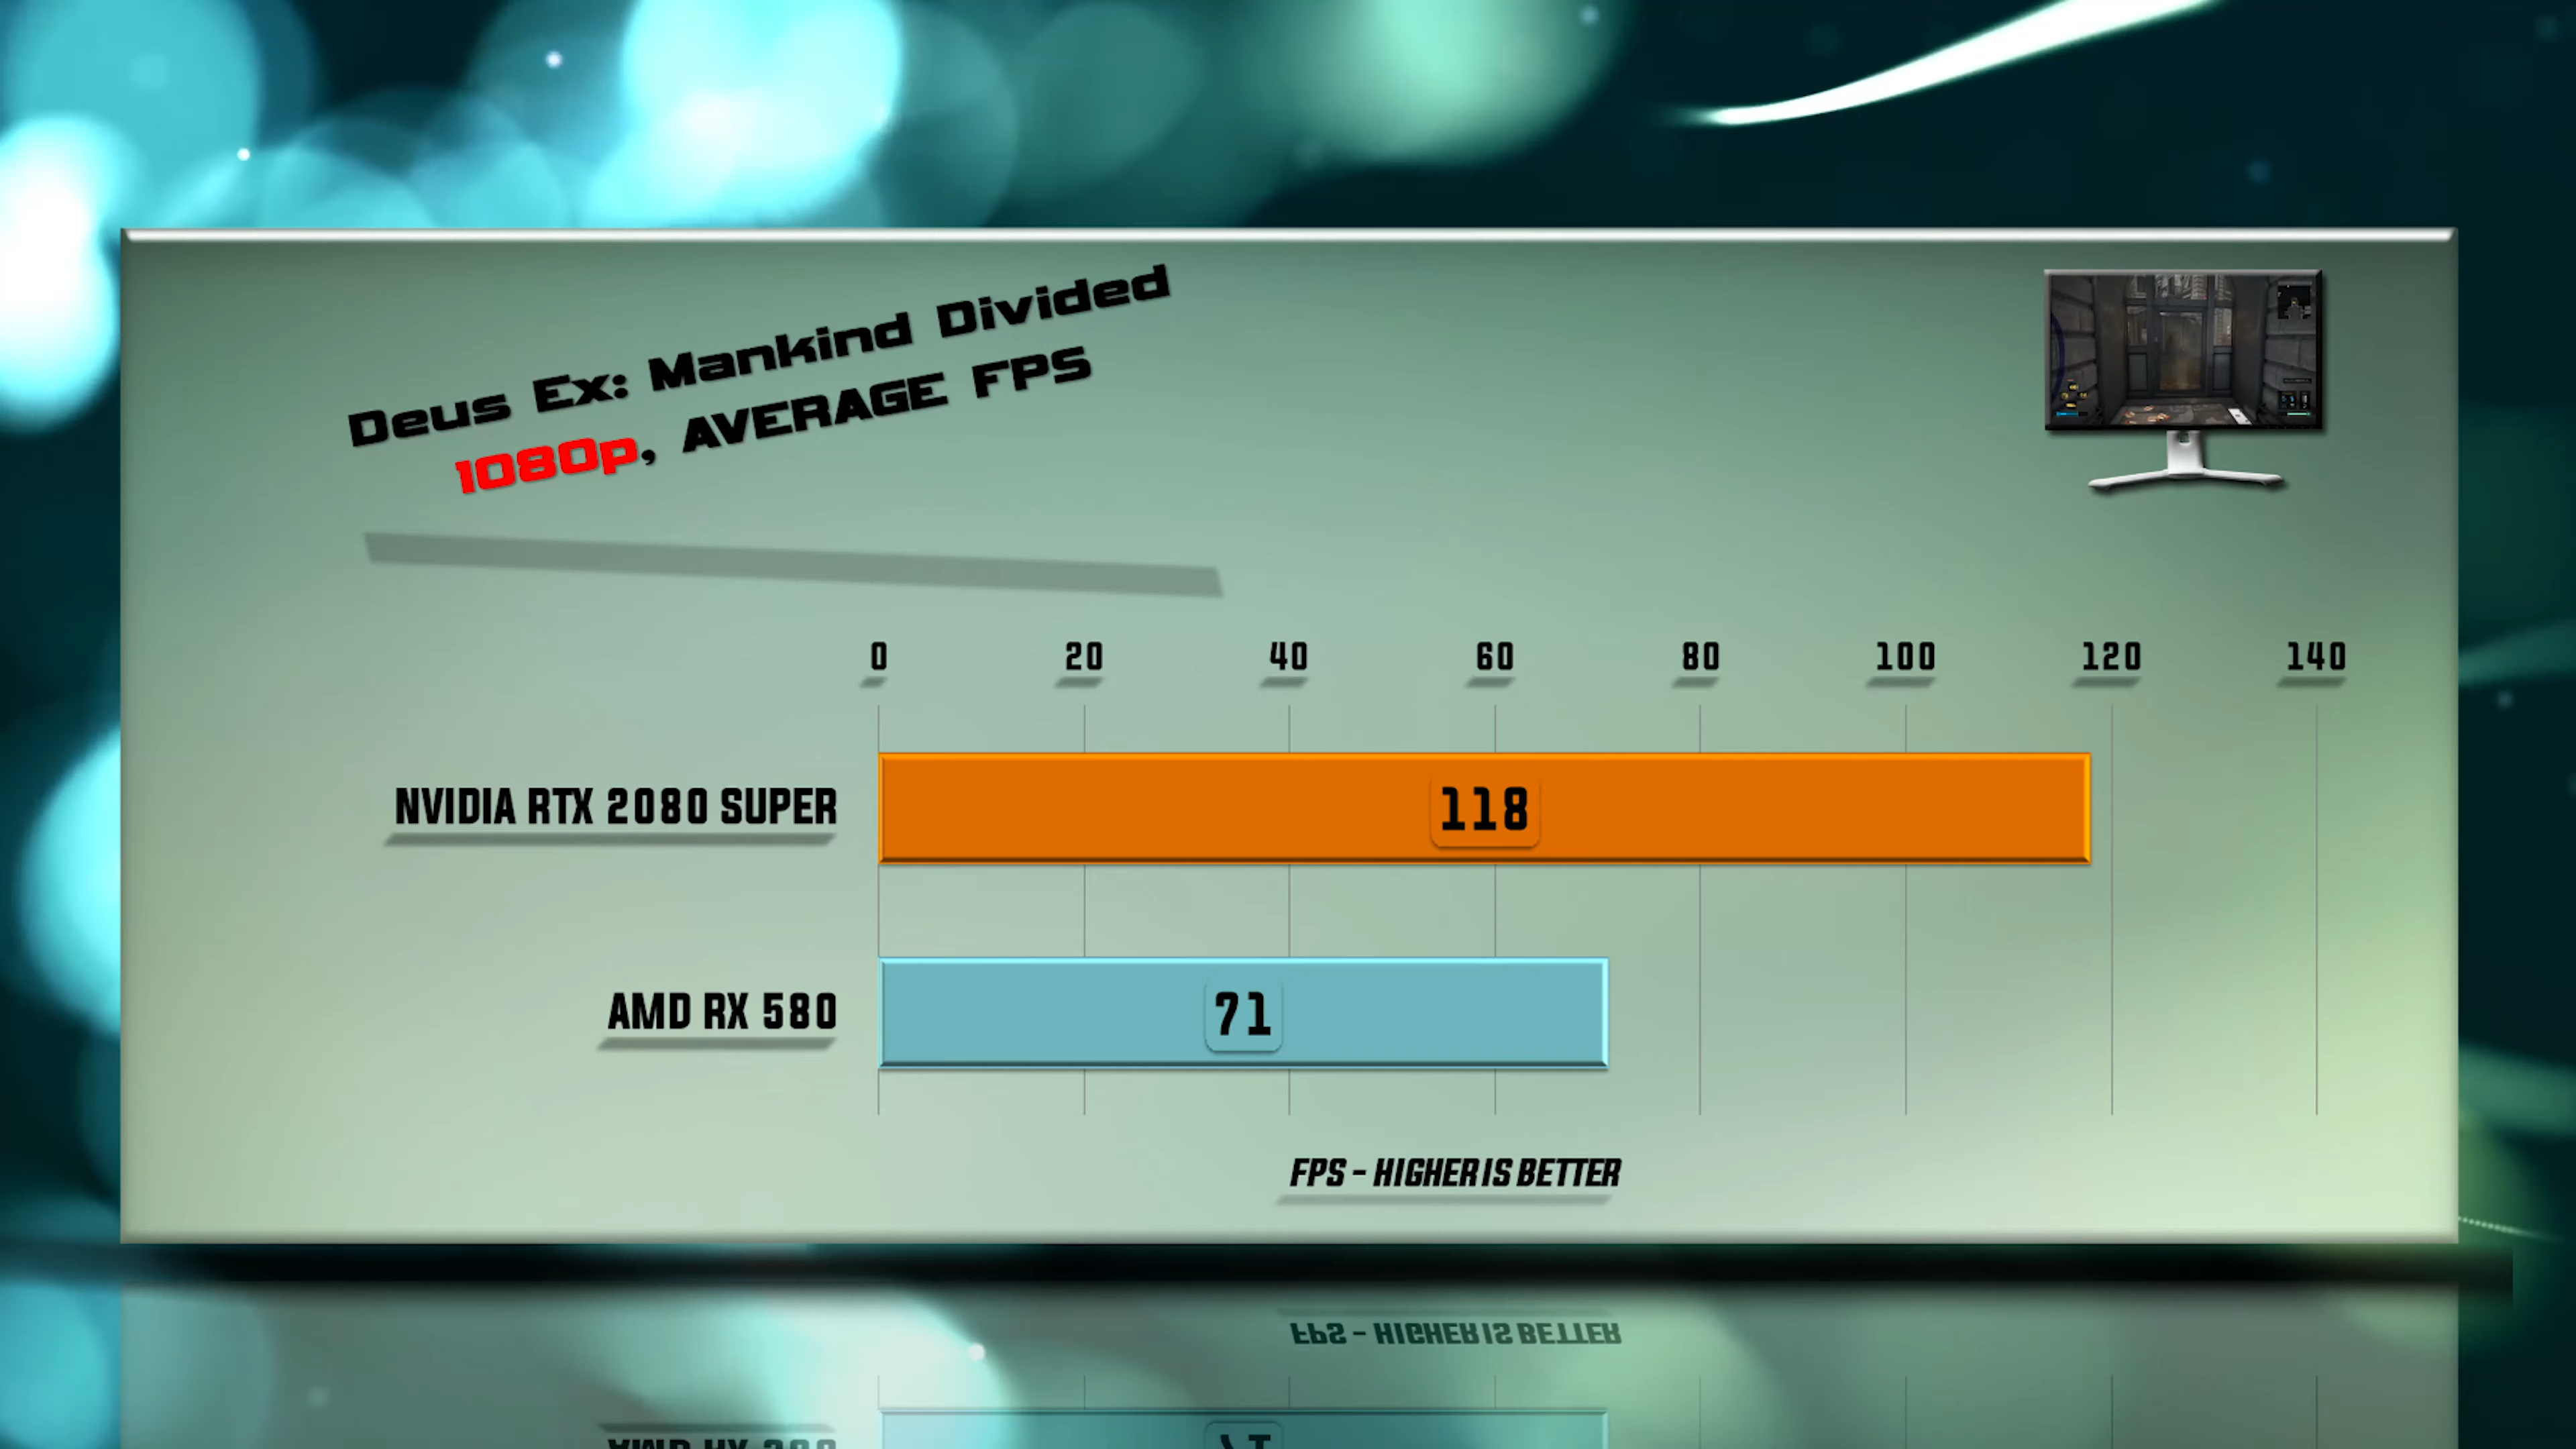 Deus Ex: Mankind Divided
1080p, AVERAGE FPS
0 20 40 60 80 100 120 140
NVIDIA RTX 2080 SUPER 118
AMD RX 580 71
FPS - HIGHER IS BETTER